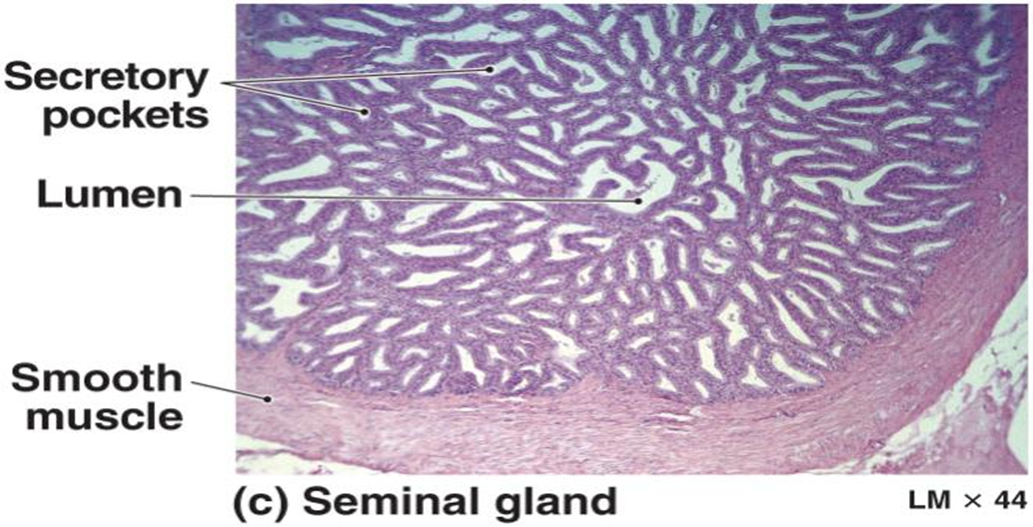 Secretory
pockets
Lumen
Smooth
muscle
(c) Seminal gland
LM × 44